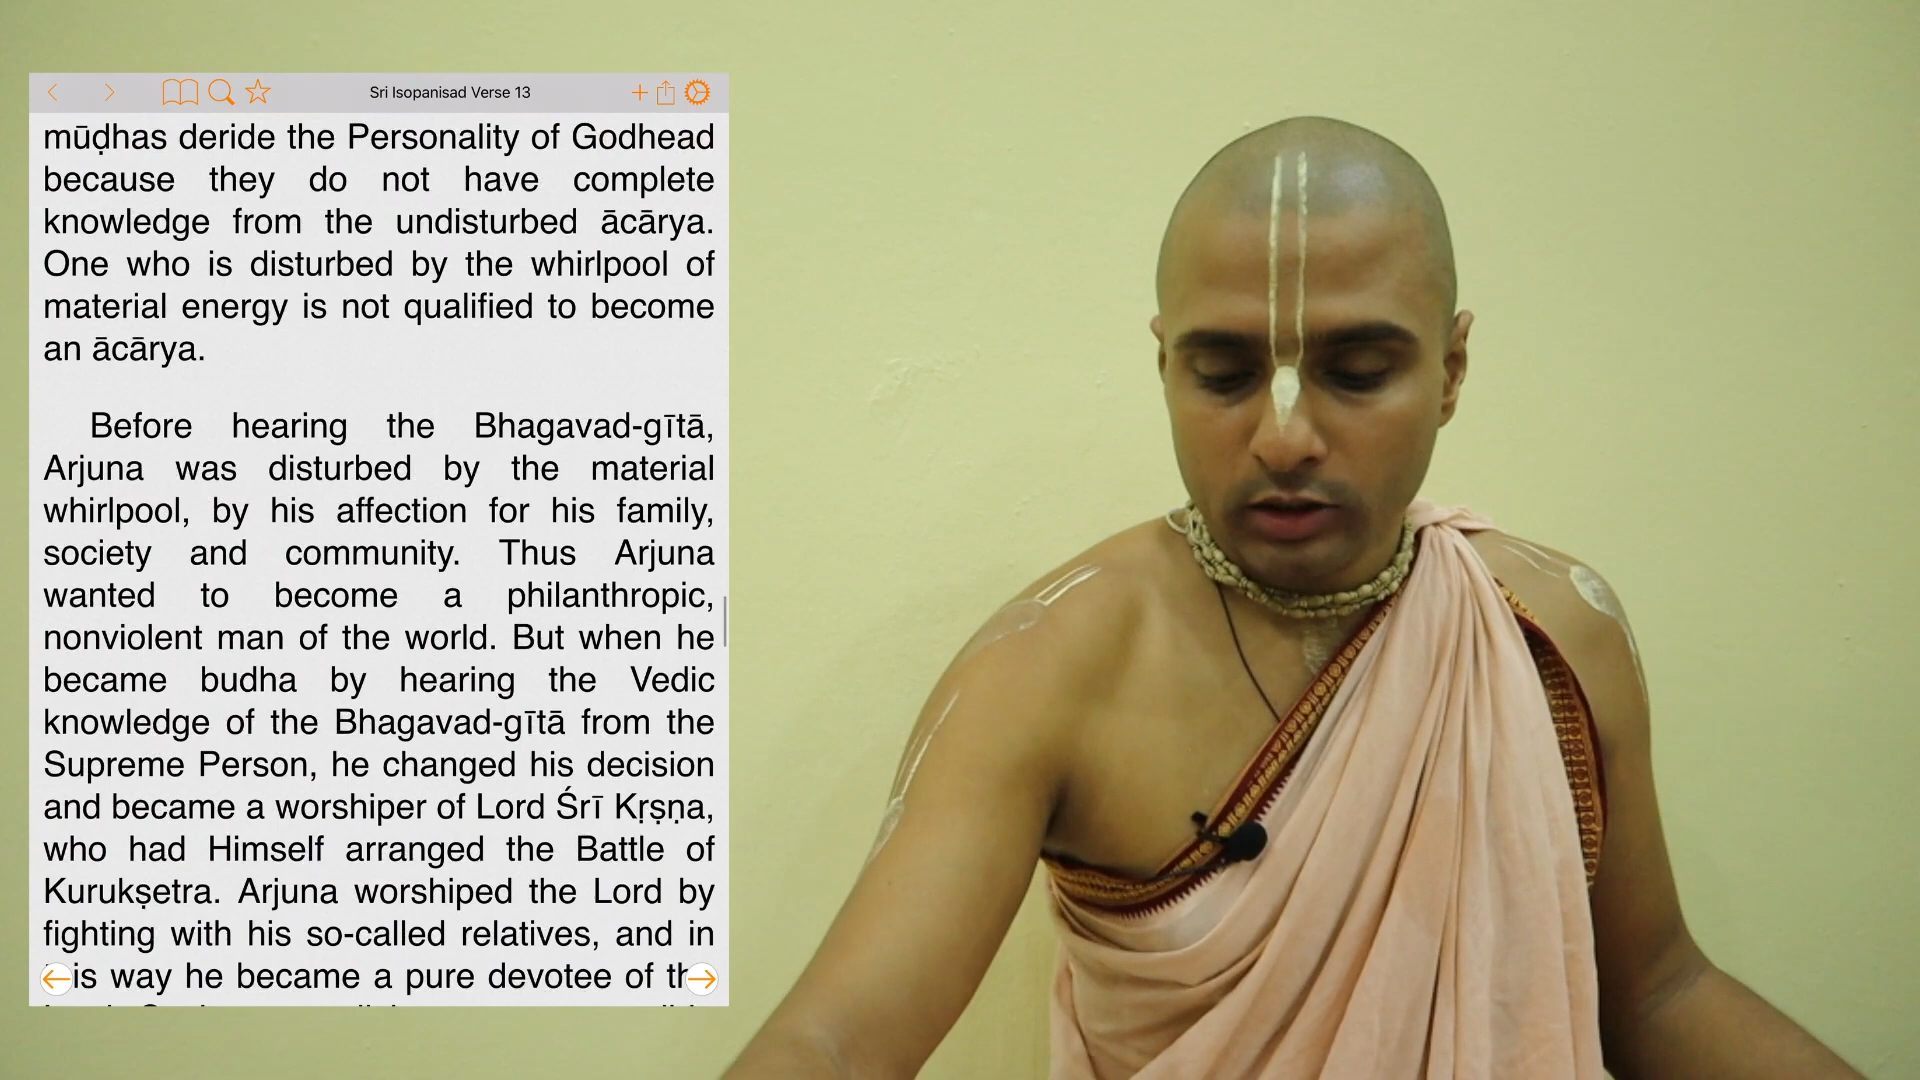 Sri Isopanisad Verse 13
mūḍhas deride the Personality of Godhead
because they do not have complete
knowledge from the undisturbed ācārya.
One who is disturbed by the whirlpool of
material energy is not qualified to become
an ācārya.
Before hearing the Bhagavad-gītā,
Arjuna was disturbed by the material
whirlpool, by his affection for his family,
society and community. Thus Arjuna
wanted to become a philanthropic,
nonviolent man of the world. But when he
became budha by hearing the Vedic
knowledge of the Bhagavad-gītā from the
Supreme Person, he changed his decision
and became a worshiper of Lord Śrī Kṛṣṇa,
who had Himself arranged the Battle of
Kurukṣetra. Arjuna worshiped the Lord by
fighting with his so-called relatives, and in
way he became a pure devotee of